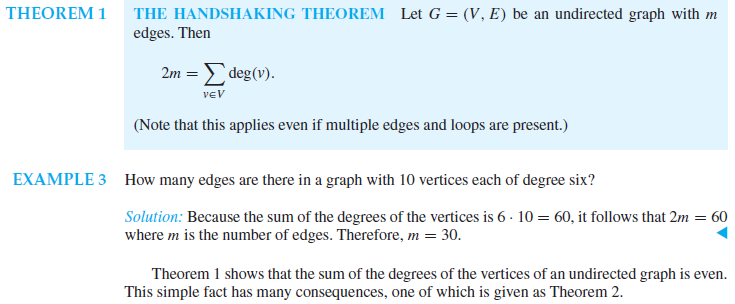 THEOREM 1 THE HANDSHAKING THEOREM Let G = (V, E) be an undirected graph with m
edges. Then
2m = ∑ deg(v).
v∈V
(Note that this applies even if multiple edges and loops are present.)
EXAMPLE 3 How many edges are there in a graph with 10 vertices each of degree six?
Solution: Because the sum of the degrees of the vertices is 6 · 10 = 60, it follows that 2m = 60
where m is the number of edges. Therefore, m = 30.
Theorem 1 shows that the sum of the degrees of the vertices of an undirected graph is even.
This simple fact has many consequences, one of which is given as Theorem 2.